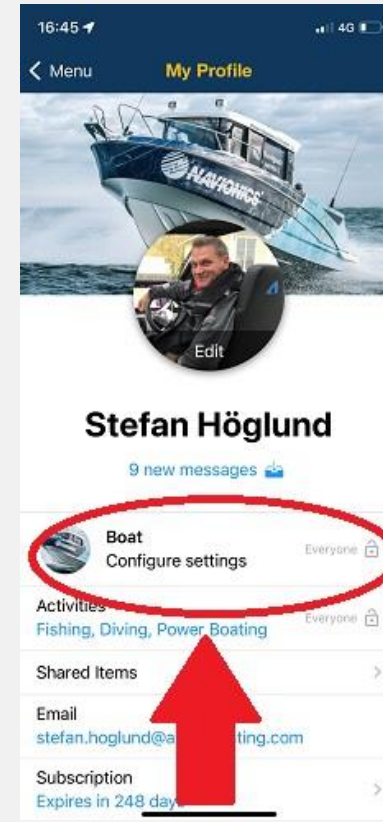 16:45
4G
Menu
My Profile
NAVIONICS
Edit
Stefan Höglund
9 new messages
Boat
Configure settings
Everyone
Activities
Fishing, Diving, Power Boating
Everyone
Shared Items
Email
stefan.hoglund@a ting.com
Subscription
Expires in 248 day